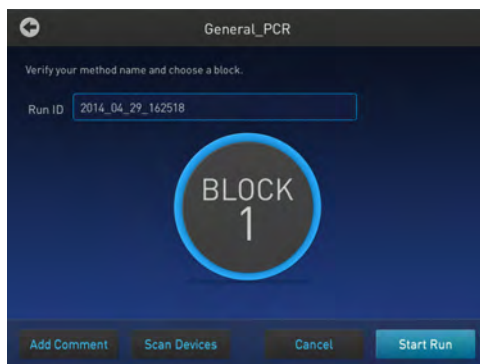 General_PCR
Verify your method name and choose a block.
Run ID 2014_04_29_162518
BLOCK
1
Add Comment Scan Devices Cancel Start Run